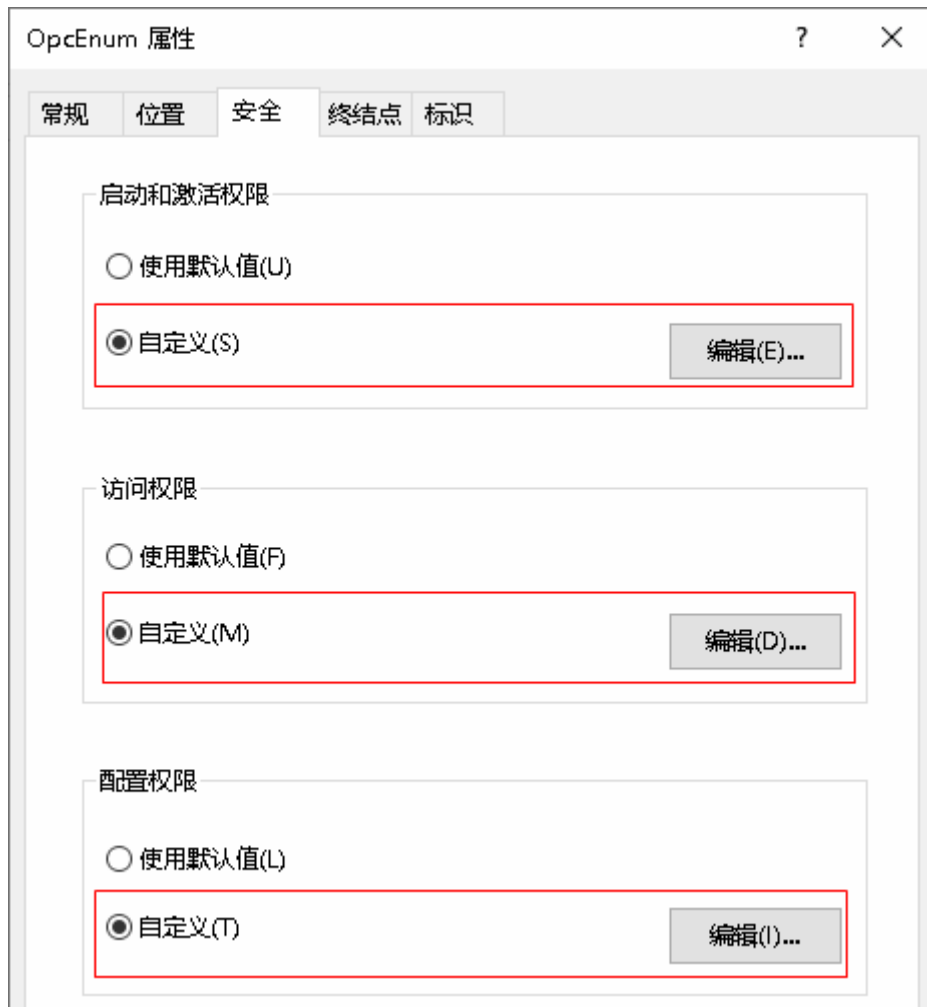 OpcEnum 属性 ?
常规 位置 安全 终结点 标识
启动和激活权限
使用默认值(U)
自定义(S) 编辑(E)...
访问权限
使用默认值(F)
自定义(M) 编辑(D)...
配置权限
使用默认值(L)
自定义(T) 编辑(I)...